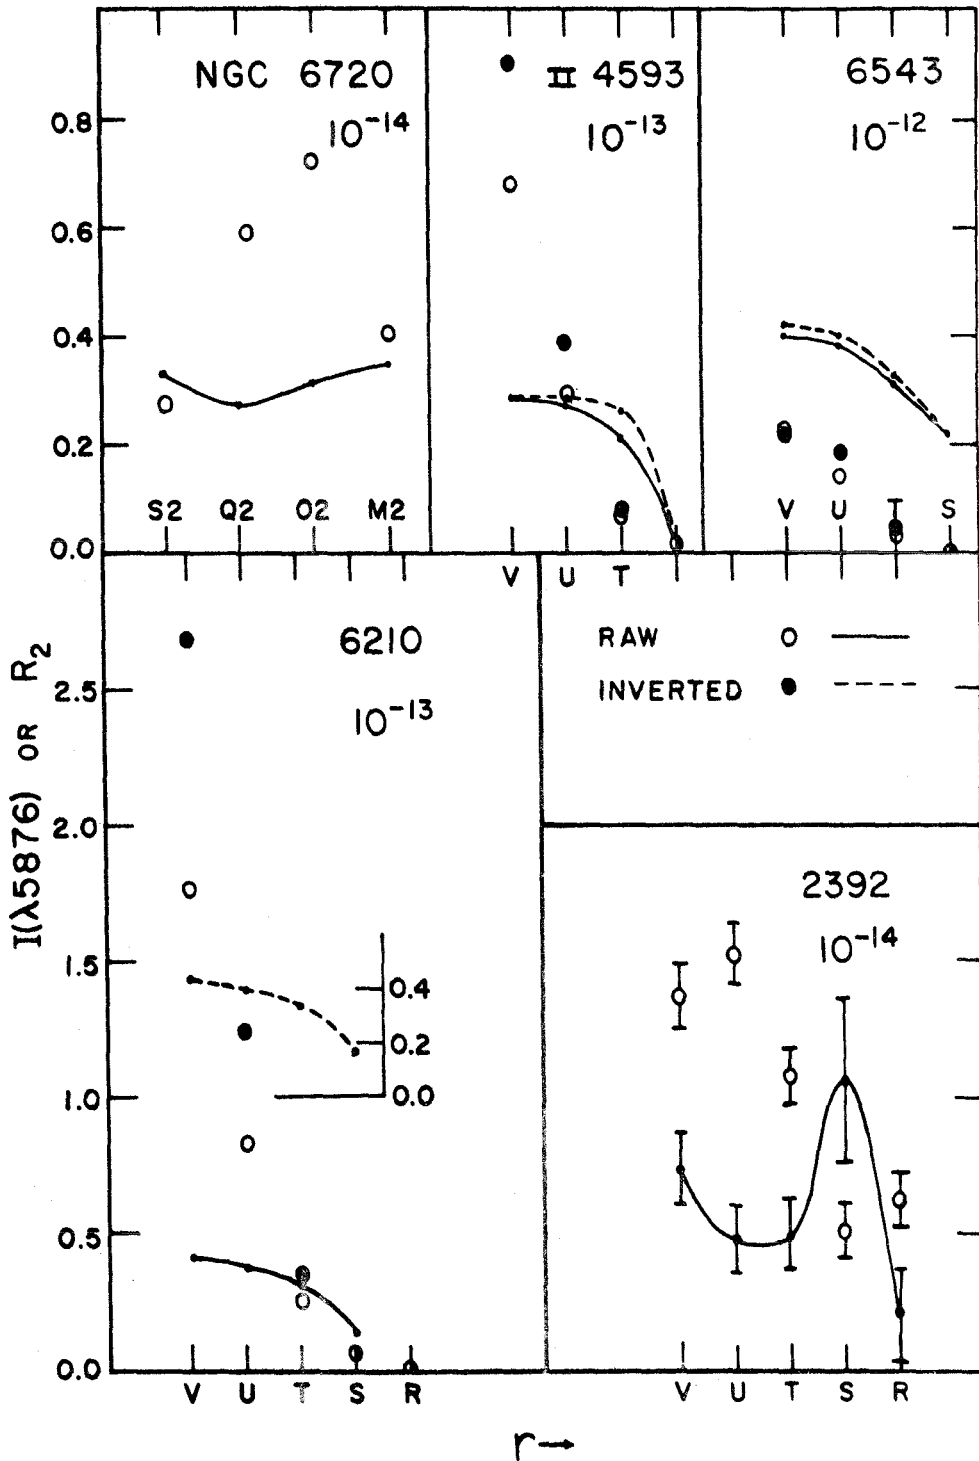 NGC 6720
10⁻¹⁴
II 4593
10⁻¹³
6543
10⁻¹²
0.8
0.6
0.4
0.2
0.0
S2 Q2 O2 M2
V U T
V U T S
I(λ5876) OR R₂
6210
10⁻¹³
2.5
2.0
1.5
1.0
0.5
0.0
0.4
0.2
0.0
V U T S R
RAW
INVERTED
2392
10⁻¹⁴
V U T S R
r→